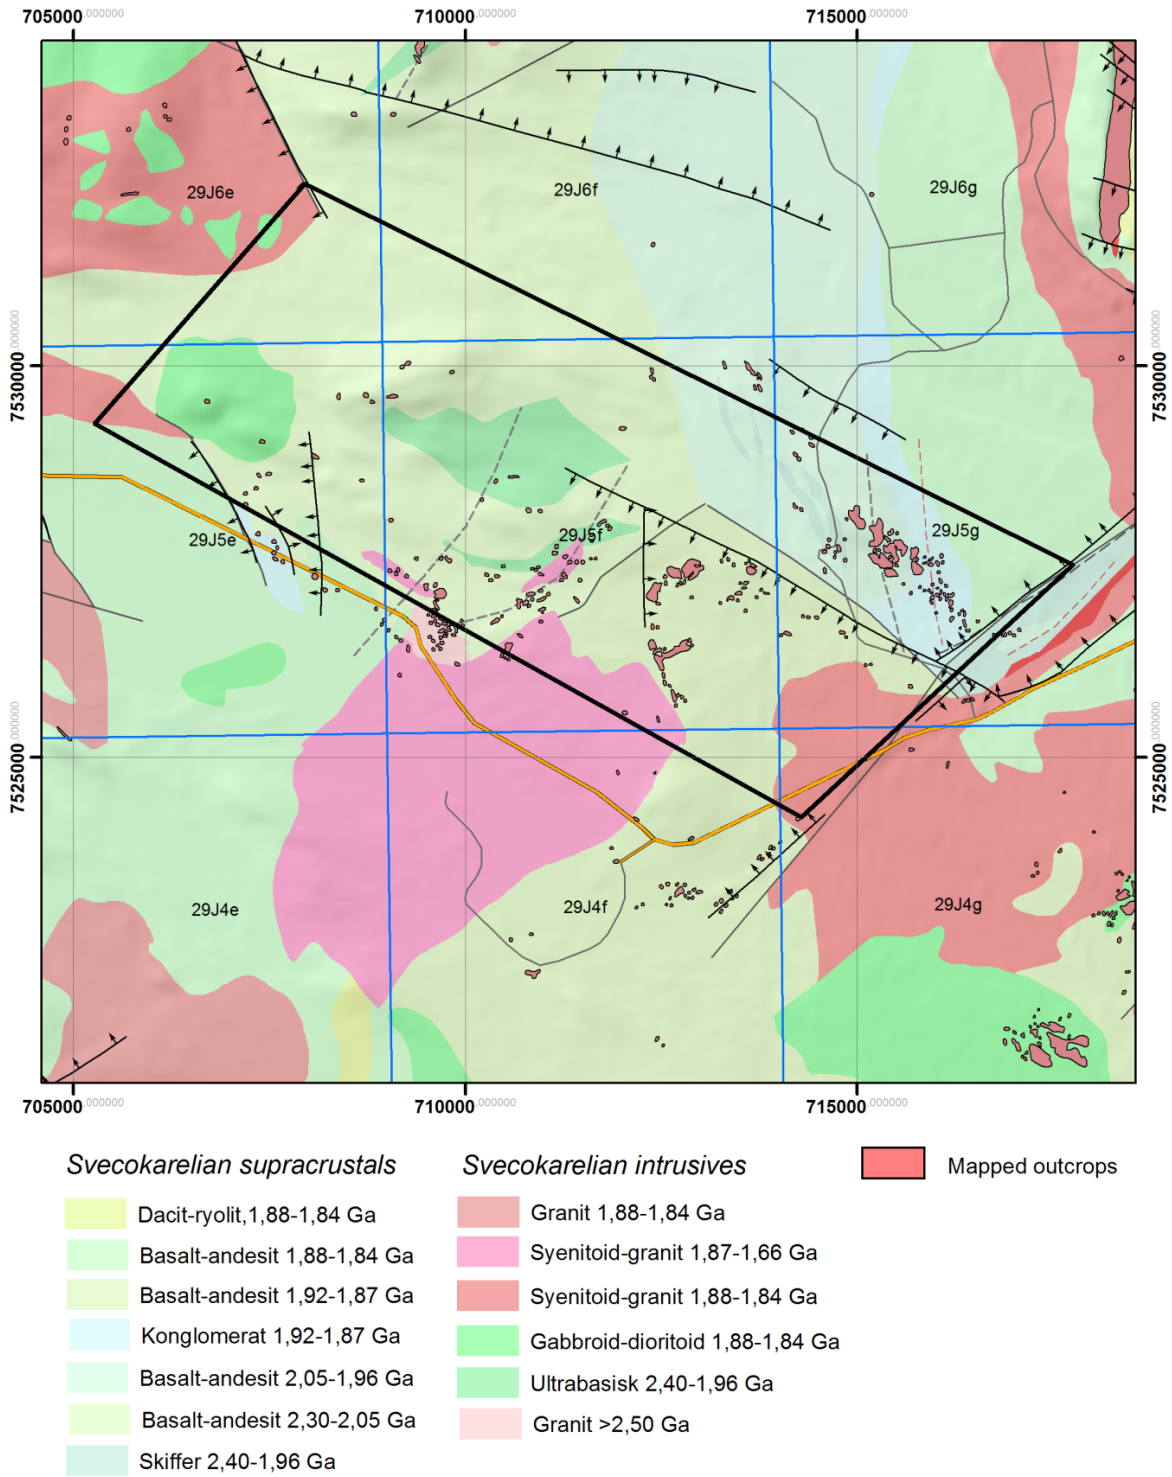 705000,000000 710000,000000 715000,000000
29J6e 29J6f 29J6g
7530000,000000 7530000,000000
29J5e 29J5f 29J5g
7525000,000000 7525000,000000
29J4e 29J4f 29J4g
705000,000000 710000,000000 715000,000000
Svecokarelian supracrustals
Dacit-ryolit,1,88-1,84 Ga
Basalt-andesit 1,88-1,84 Ga
Basalt-andesit 1,92-1,87 Ga
Konglomerat 1,92-1,87 Ga
Basalt-andesit 2,05-1,96 Ga
Basalt-andesit 2,30-2,05 Ga
Skiffer 2,40-1,96 Ga
Svecokarelian intrusives
Granit 1,88-1,84 Ga
Syenitoid-granit 1,87-1,66 Ga
Syenitoid-granit 1,88-1,84 Ga
Gabbroid-dioritoid 1,88-1,84 Ga
Ultrabasisk 2,40-1,96 Ga
Granit >2,50 Ga
Mapped outcrops